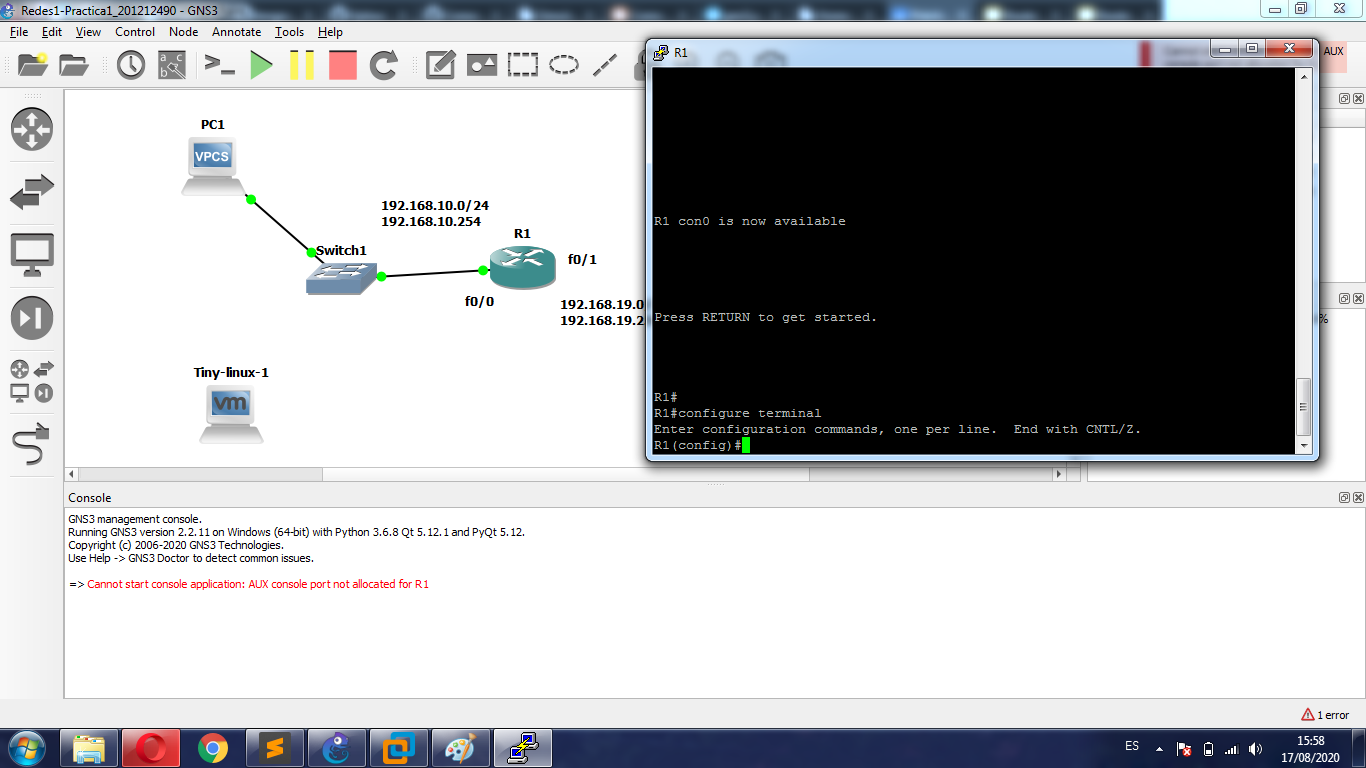 Redes1-Practica1_201212490 - GNS3
File Edit View Control Node Annotate Tools Help
R1
AUX
PC1
VPCS
192.168.10.0/24
192.168.10.254
R1
Switch1
f0/1
f0/0
192.168.19.0
192.168.19.2
%
Tiny-linux-1
vm
R1 con0 is now available
Press RETURN to get started.
R1#
R1#configure terminal
Enter configuration commands, one per line.  End with CNTL/Z.
R1(config)#
Console
GNS3 management console.
Running GNS3 version 2.2.11 on Windows (64-bit) with Python 3.6.8 Qt 5.12.1 and PyQt 5.12.
Copyright (c) 2006-2020 GNS3 Technologies.
Use Help -> GNS3 Doctor to detect common issues.
=> Cannot start console application: AUX console port not allocated for R1
1 error
ES
15:58
17/08/2020